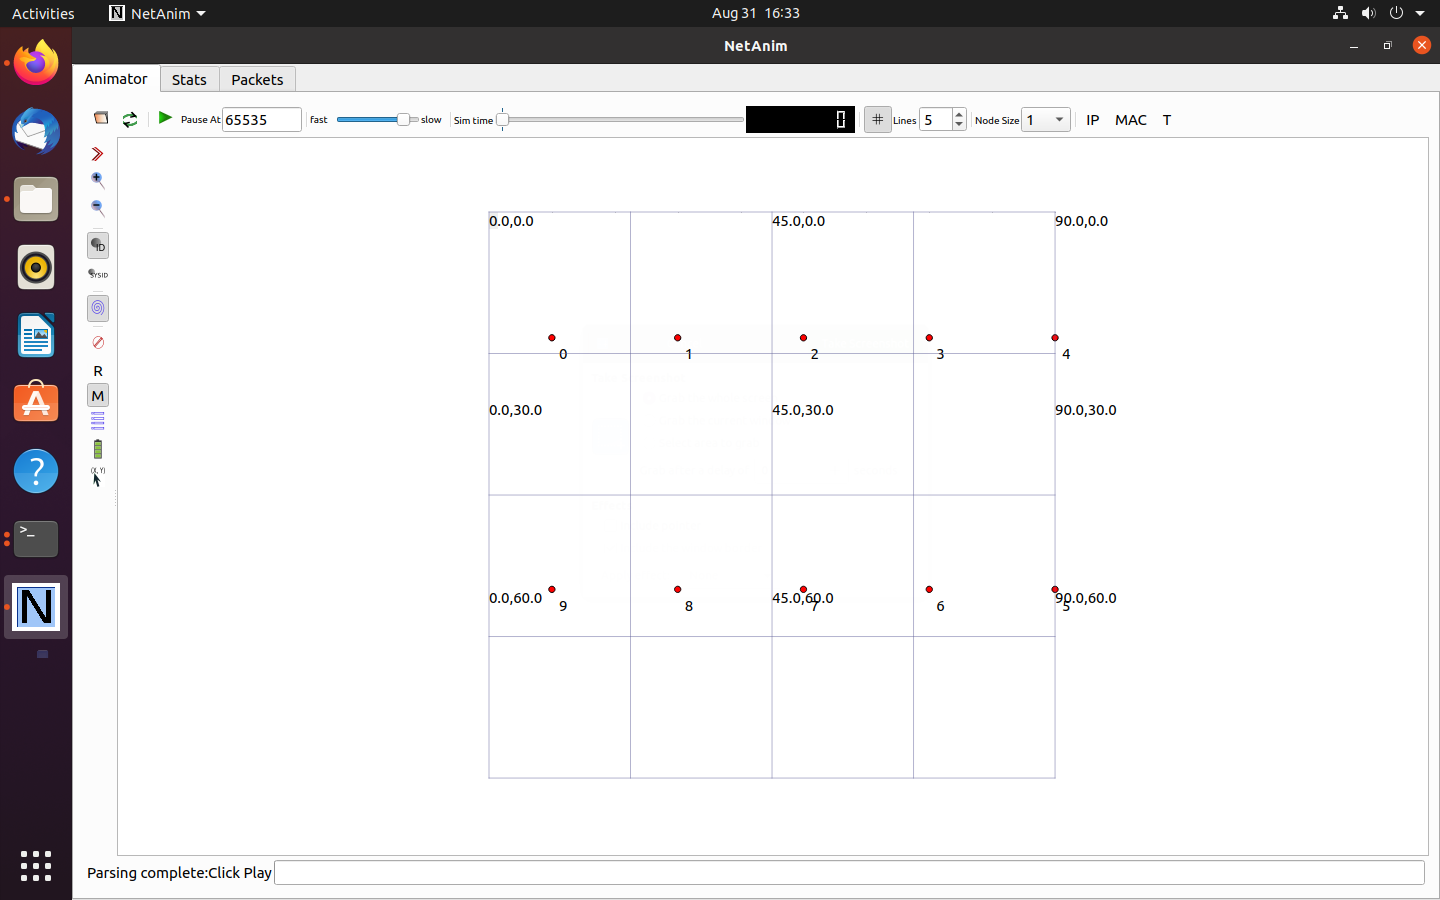 Activities NetAnim Aug 31 16:33
NetAnim
Animator Stats Packets
Pause At 65535 fast slow Sim time 0 # Lines 5 Node Size 1 IP MAC T
ID
SYSID
R
M
(X, Y)
0.0,0.0 45.0,0.0 90.0,0.0
0 1 2 3 4
0.0,30.0 45.0,30.0 90.0,30.0
0.0,60.0 45.0,60.0 90.0,60.0
9 8 7 6 5
>_
N
Parsing complete:Click Play